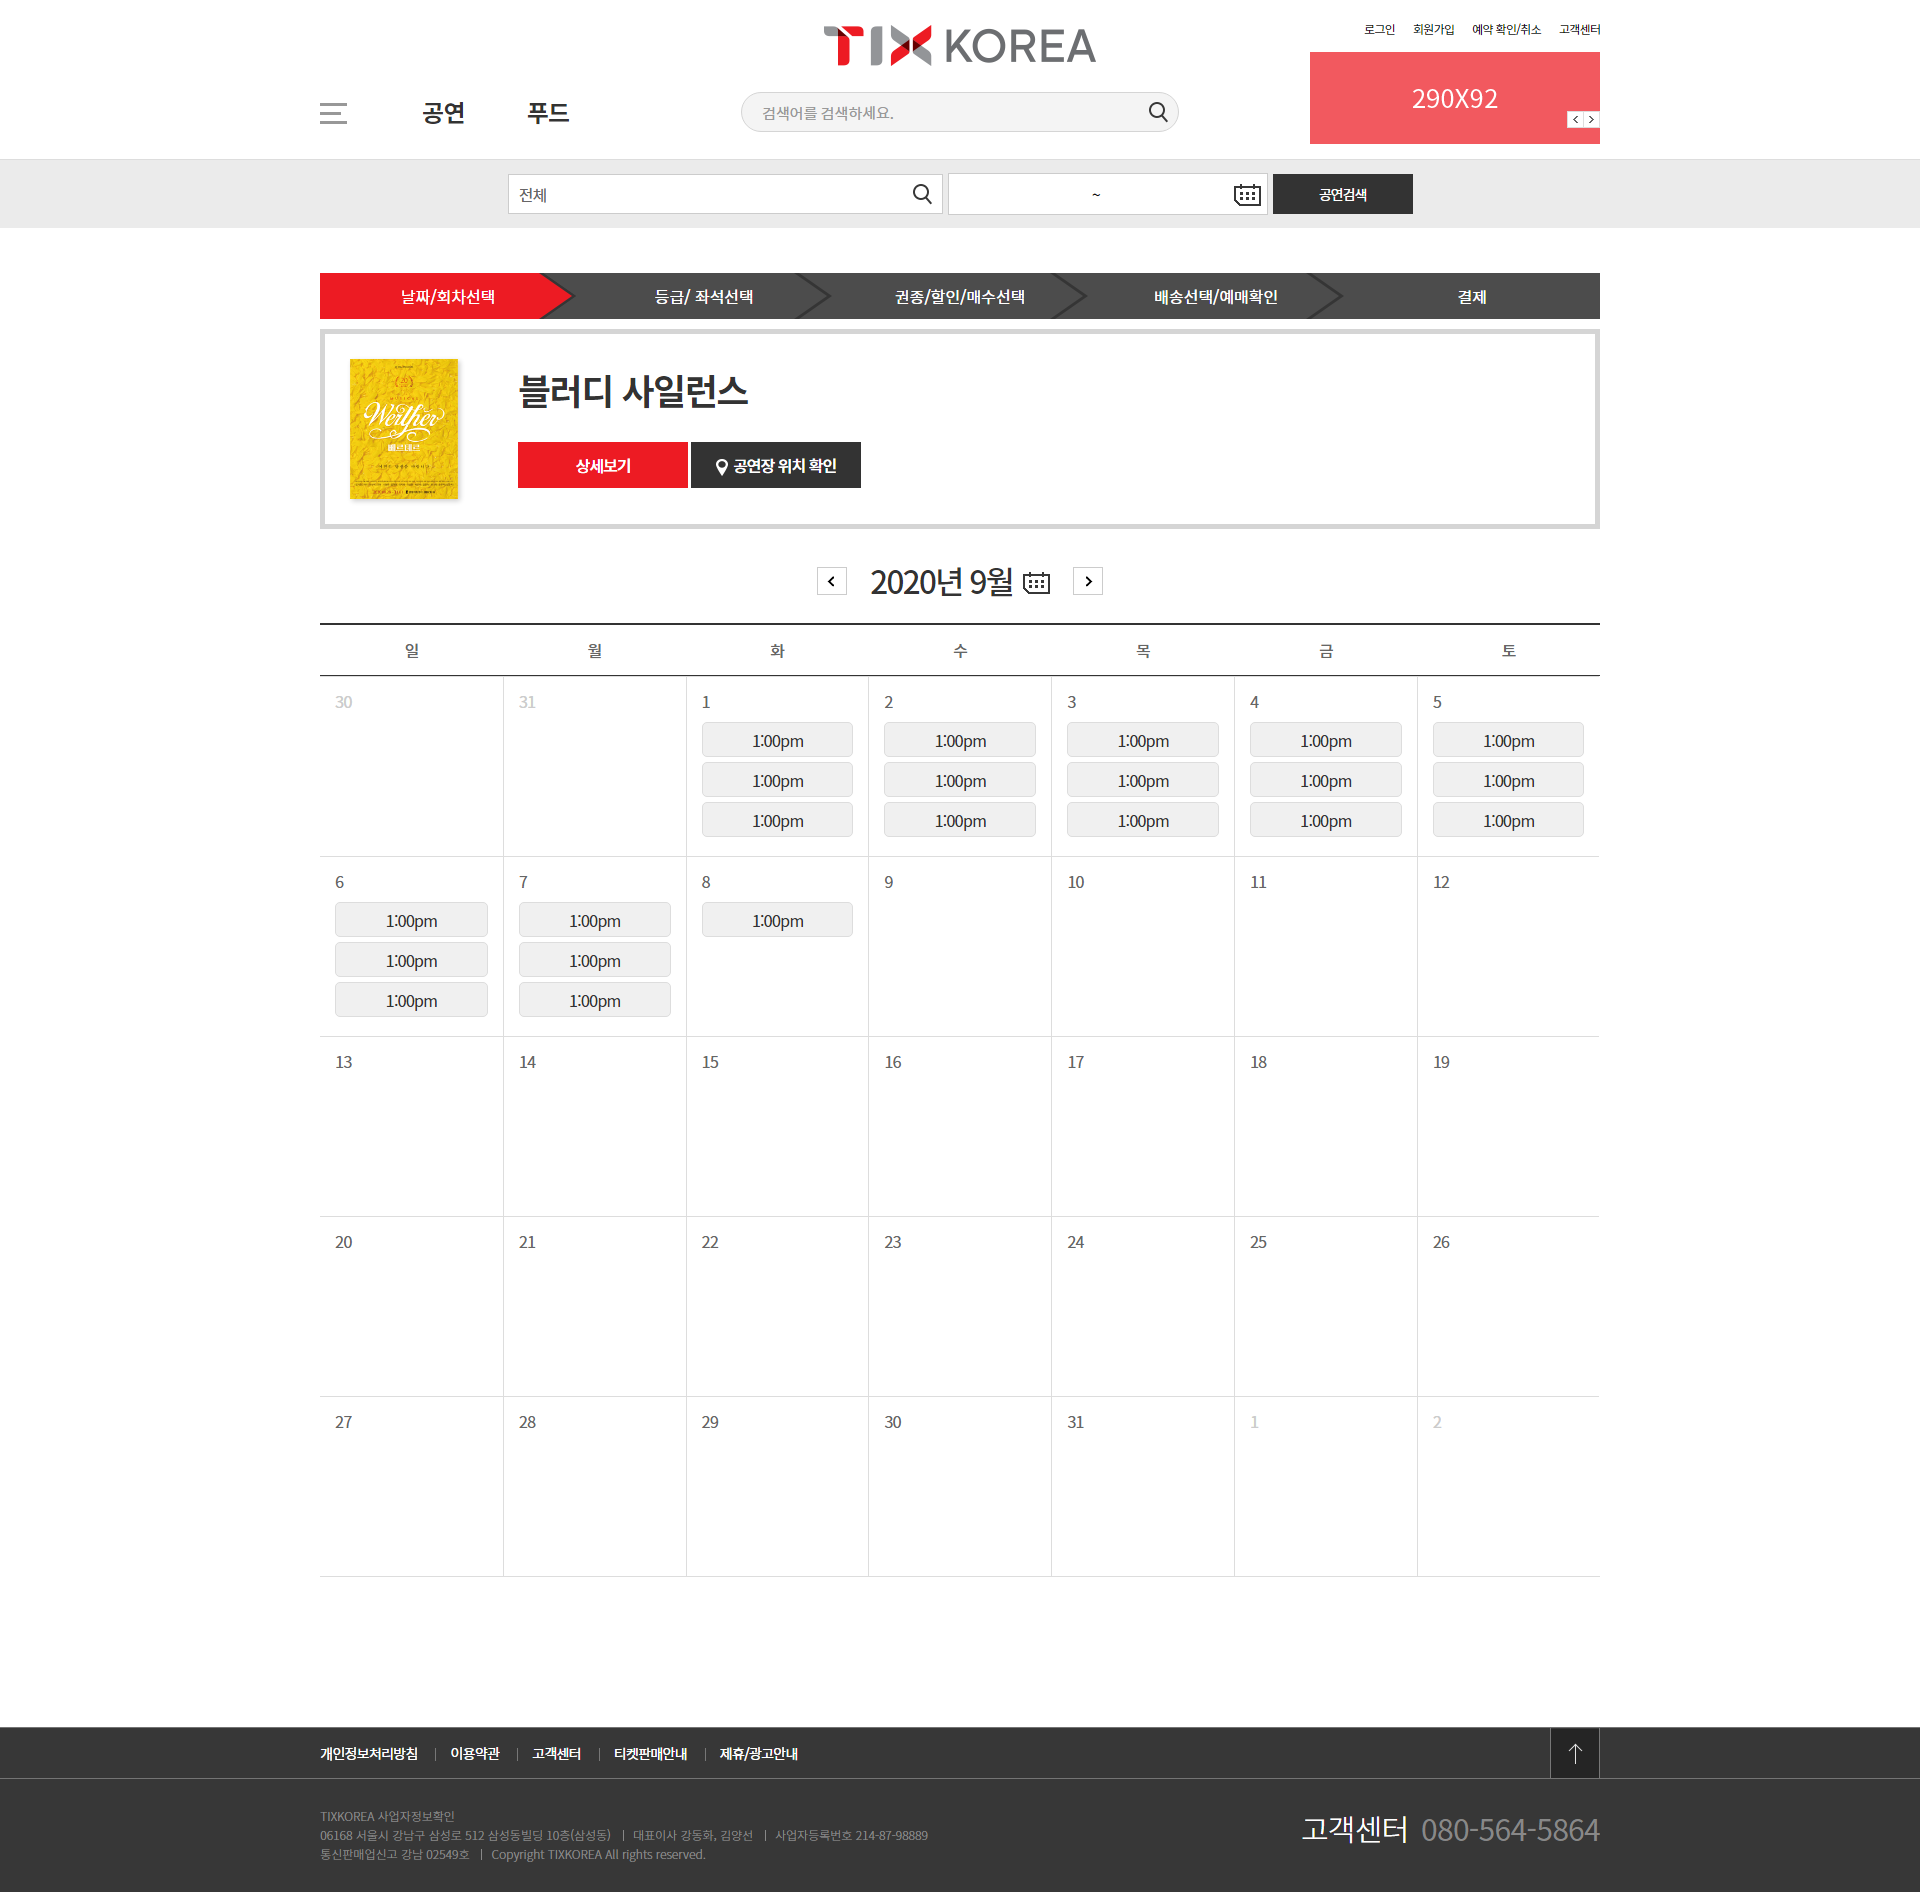 TIX KOREA
로그인 회원가입 예약 확인/취소 고객센터
290X92
공연 푸드
검색어를 검색하세요.
전체 ~ 공연검색
날짜/회차선택 등급/ 좌석선택 권종/할인/매수선택 배송선택/예매확인 결제
Werther
베르테르
블러디 사일런스
상세보기 공연장 위치 확인
2020년 9월
일 월 화 수 목 금 토
30 31 1 2 3 4 5
1:00pm 1:00pm 1:00pm 1:00pm 1:00pm
1:00pm 1:00pm 1:00pm 1:00pm 1:00pm
1:00pm 1:00pm 1:00pm 1:00pm 1:00pm
6 7 8 9 10 11 12
1:00pm 1:00pm 1:00pm
1:00pm 1:00pm
1:00pm 1:00pm
13 14 15 16 17 18 19
20 21 22 23 24 25 26
27 28 29 30 31 1 2
개인정보처리방침 | 이용약관 | 고객센터 | 티켓판매안내 | 제휴/광고안내
TIXKOREA 사업자정보확인
06168 서울시 강남구 삼성로 512 삼성동빌딩 10층(삼성동) | 대표이사 강동화, 김양선 | 사업자등록번호 214-87-98889
통신판매업신고 강남 02549호 | Copyright TIXKOREA All rights reserved.
고객센터 080-564-5864